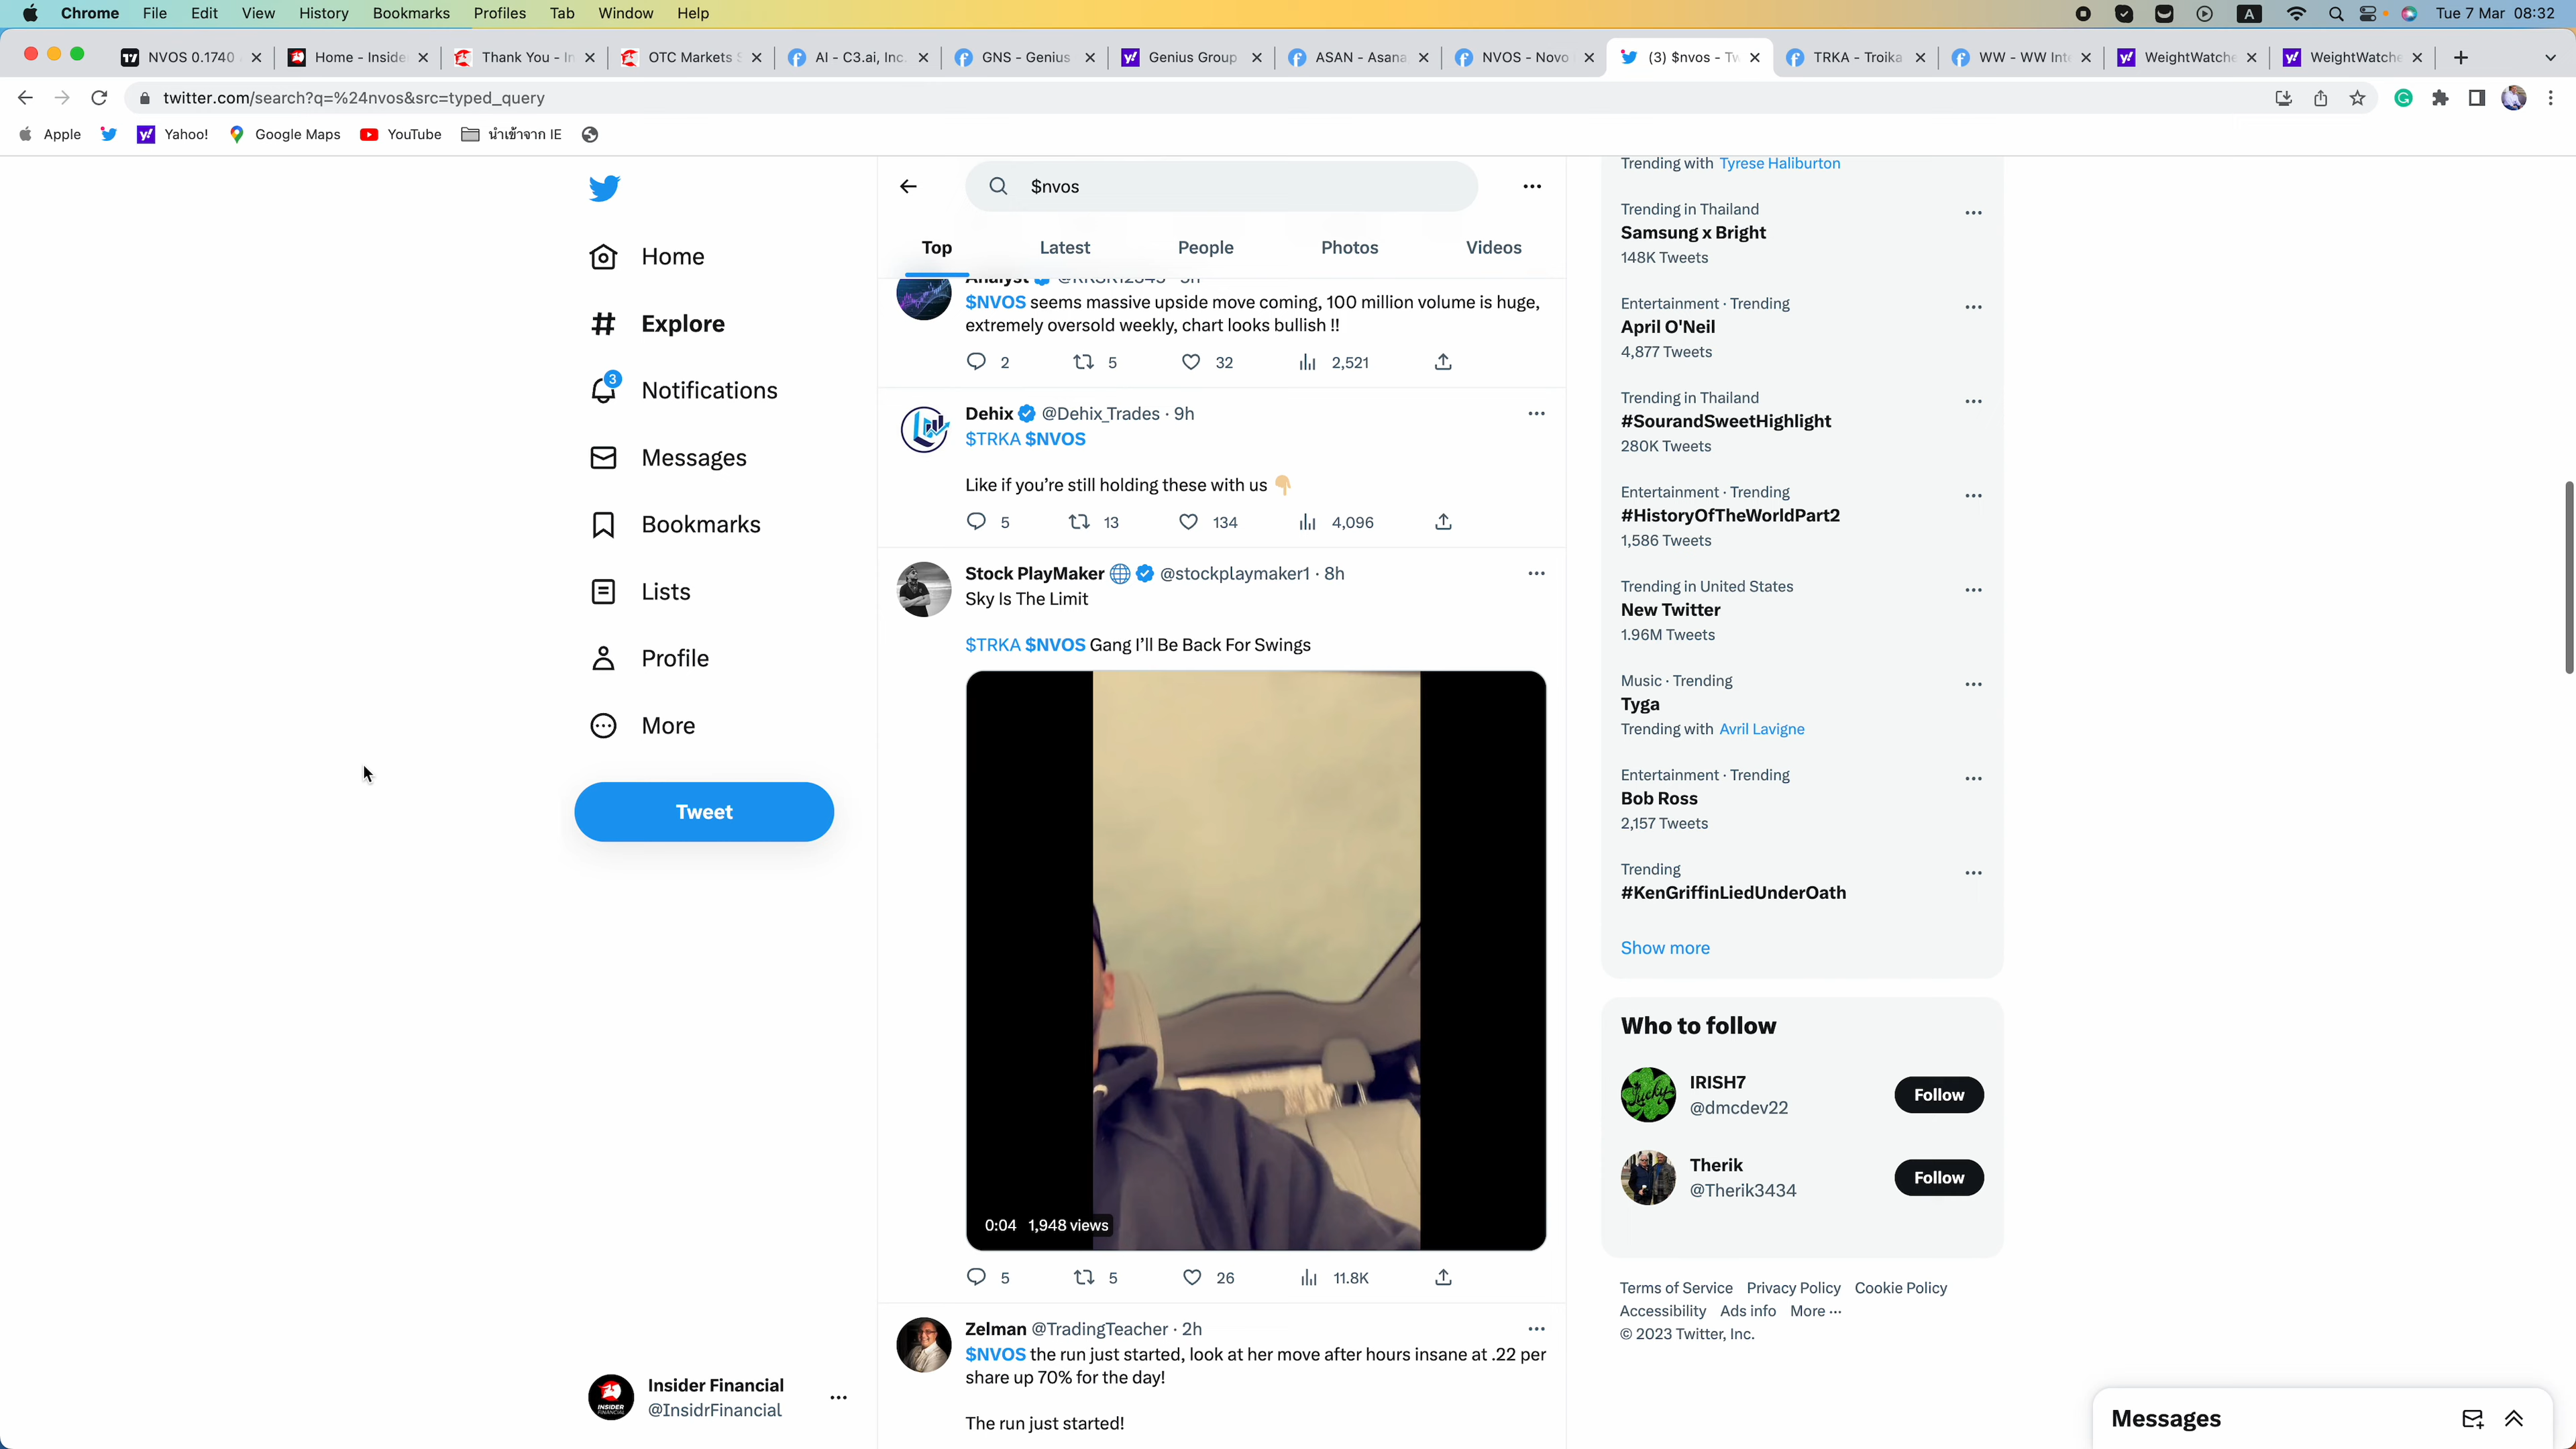 Chrome File Edit View History Bookmarks Profiles Tab Window Help
A Tue 7 Mar 08:32
NVOS 0.1740
Home - Inside
Thank You - In
OTC Markets S
AI - C3.ai, Inc.
GNS - Genius
Genius Group
ASAN - Asana
NVOS - Novo
(3) $nvos - Tw
TRKA - Troika
WW - WW Inte
WeightWatche
WeightWatche
twitter.com/search?q=%24nvos&src=typed_query
Apple
Yahoo!
Google Maps
YouTube
นำเข้าจาก IE
Home
Explore
3
Notifications
Messages
Bookmarks
Lists
Profile
More
Tweet
Insider Financial
@InsidrFinancial
$nvos
Top Latest People Photos Videos
$NVOS seems massive upside move coming, 100 million volume is huge,
extremely oversold weekly, chart looks bullish !!
2 5 32 2,521
Dehix @Dehix_Trades · 9h
$TRKA $NVOS
Like if you're still holding these with us
5 13 134 4,096
Stock PlayMaker @stockplaymaker1 · 8h
Sky Is The Limit
$TRKA $NVOS Gang I'll Be Back For Swings
0:04 1,948 views
5 5 26 11.8K
Zelman @TradingTeacher · 2h
$NVOS the run just started, look at her move after hours insane at .22 per
share up 70% for the day!
The run just started!
Trending with Tyrese Haliburton
Trending in Thailand
Samsung x Bright
148K Tweets
Entertainment · Trending
April O'Neil
4,877 Tweets
Trending in Thailand
#SourandSweetHighlight
280K Tweets
Entertainment · Trending
#HistoryOfTheWorldPart2
1,586 Tweets
Trending in United States
New Twitter
1.96M Tweets
Music · Trending
Tyga
Trending with Avril Lavigne
Entertainment · Trending
Bob Ross
2,157 Tweets
Trending
#KenGriffinLiedUnderOath
Show more
Who to follow
IRISH7
@dmcdev22
Follow
Therik
@Therik3434
Follow
Terms of Service Privacy Policy Cookie Policy
Accessibility Ads info More ···
© 2023 Twitter, Inc.
Messages